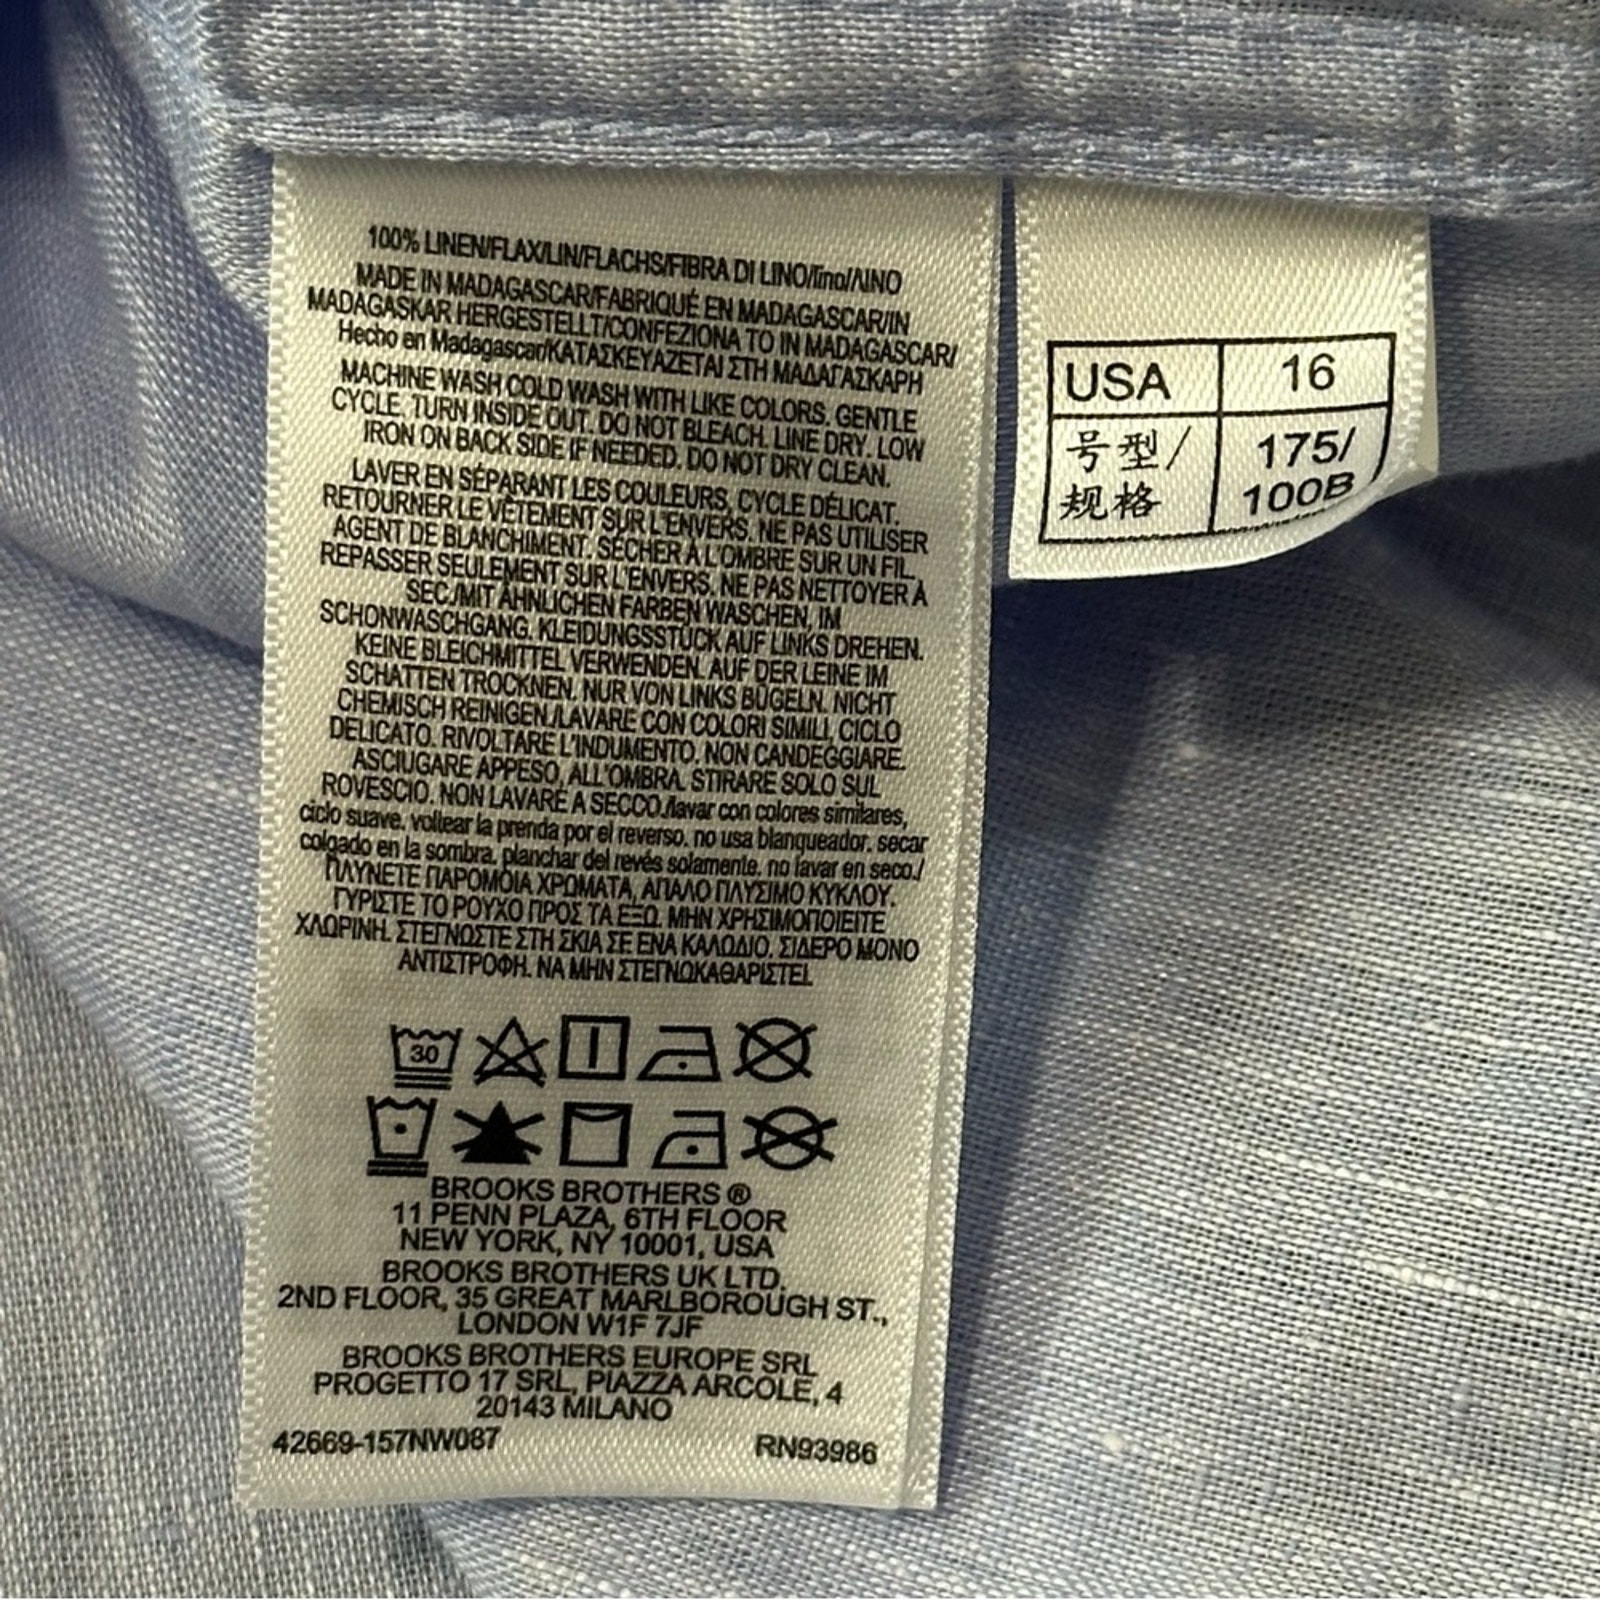 100% LINEN/FLAX/LIN/FLACHS/FIBRA DI LINO/lino/ΛΙΝΟ
MADE IN MADAGASCAR/FABRIQUÉ EN MADAGASCAR/IN
MADAGASKAR HERGESTELLT/CONFEZIONA TO IN MADAGASCAR/
Hecho en Madagascar/ΚΑΤΑΣΚΕΥΑΖΕΤΑΙ ΣΤΗ ΜΑΔΑΓΑΣΚΑΡΗ
MACHINE WASH COLD WASH WITH LIKE COLORS, GENTLE
CYCLE. TURN INSIDE OUT. DO NOT BLEACH. LINE DRY. LOW
IRON ON BACK SIDE IF NEEDED. DO NOT DRY CLEAN.
LAVER EN SÉPARANT LES COULEURS, CYCLE DÉLICAT.
RETOURNER LE VÊTEMENT SUR L'ENVERS. NE PAS UTILISER
AGENT DE BLANCHIMENT. SÉCHER À L'OMBRE SUR UN FIL.
REPASSER SEULEMENT SUR L'ENVERS. NE PAS NETTOYER À
SEC./MIT ÄHNLICHEN FARBEN WASCHEN, IM
SCHONWASCHGANG. KLEIDUNGSSTÜCK AUF LINKS DREHEN.
KEINE BLEICHMITTEL VERWENDEN. AUF DER LEINE IM
SCHATTEN TROCKNEN. NUR VON LINKS BÜGELN. NICHT
CHEMISCH REINIGEN./LAVARE CON COLORI SIMILI, CICLO
DELICATO. RIVOLTARE L'INDUMENTO. NON CANDEGGIARE.
ASCIUGARE APPESO, ALL'OMBRA. STIRARE SOLO SUL
ROVESCIO. NON LAVARE A SECCO./lavar con colores similares,
ciclo suave. voltear la prenda por el reverso. no usa blanqueador. secar
colgado en la sombra. planchar del revés solamente. no lavar en seco./
ΠΛΥΝΕΤΕ ΠΑΡΟΜΟΙΑ ΧΡΩΜΑΤΑ, ΑΠΑΛΟ ΠΛΥΣΙΜΟ ΚΥΚΛΟΥ.
ΓΥΡΙΣΤΕ ΤΟ ΡΟΥΧΟ ΠΡΟΣ ΤΑ ΕΞΩ. ΜΗΝ ΧΡΗΣΙΜΟΠΟΙΕΙΤΕ
ΧΛΩΡΙΝΗ. ΣΤΕΓΝΩΣΤΕ ΣΤΗ ΣΚΙΑ ΣΕ ΕΝΑ ΚΑΛΩΔΙΟ. ΣΙΔΕΡΟ ΜΟΝΟ
ΑΝΤΙΣΤΡΟΦΗ. ΝΑ ΜΗΝ ΣΤΕΓΝΩΚΑΘΑΡΙΣΤΕΙ.
30
BROOKS BROTHERS ®
11 PENN PLAZA, 6TH FLOOR
NEW YORK, NY 10001, USA
BROOKS BROTHERS UK LTD.
2ND FLOOR, 35 GREAT MARLBOROUGH ST.,
LONDON W1F 7JF
BROOKS BROTHERS EUROPE SRL
PROGETTO 17 SRL, PIAZZA ARCOLE, 4
20143 MILANO
42669-157NW087 RN93986
USA 16
号型/ 175/
规格 100B